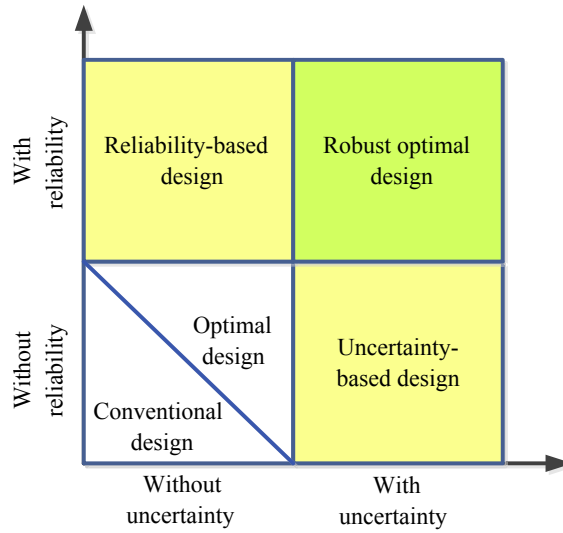 With
reliability
Reliability-based
design
Robust optimal
design
Without
reliability
Optimal
design
Conventional
design
Uncertainty-
based design
Without
uncertainty
With
uncertainty